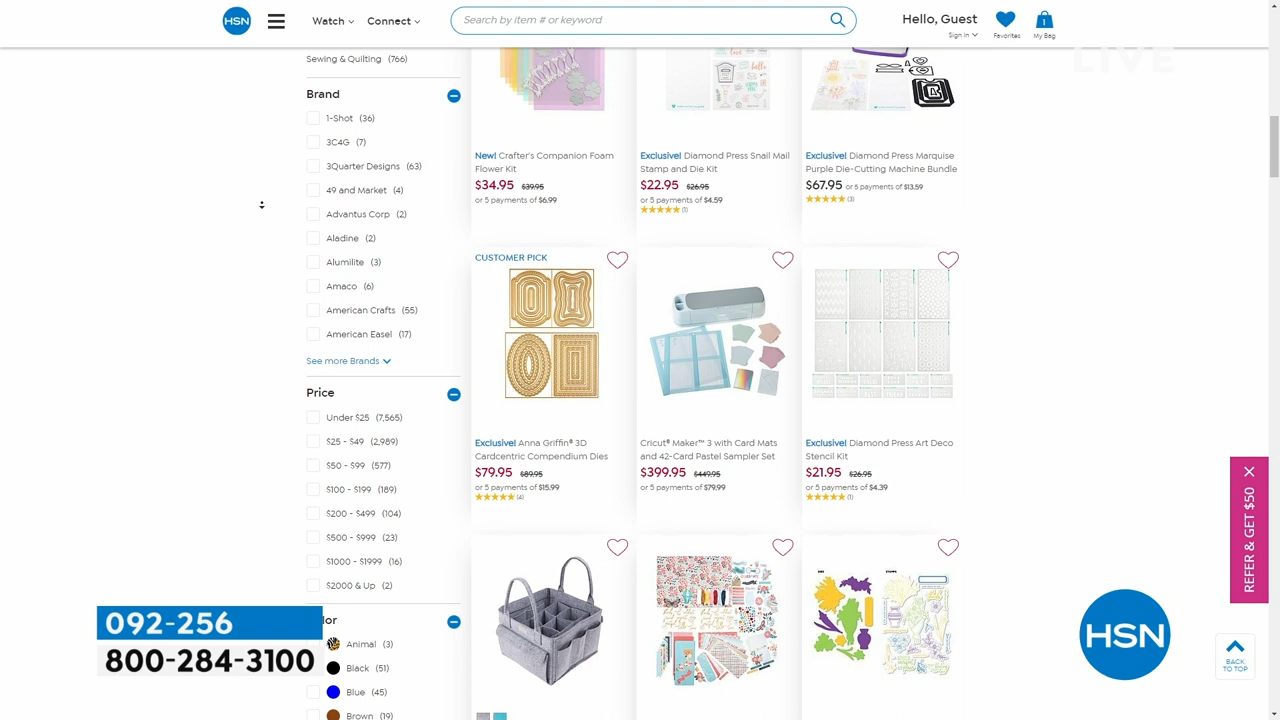 HSN
Watch
Connect
Search by item # or keyword
Hello, Guest
Sign In
Favorites
1
My Bag
LIVE
Sewing & Quilting (766)
Brand
1-Shot (36)
3C4G (7)
3Quarter Designs (63)
49 and Market (4)
Advantus Corp (2)
Aladine (2)
Alumilite (3)
Amaco (6)
American Crafts (55)
American Easel (17)
See more Brands
Price
Under $25 (7,565)
$25 - $49 (2,989)
$50 - $99 (577)
$100 - $199 (189)
$200 - $499 (104)
$500 - $999 (23)
$1000 - $1999 (16)
$2000 & Up (2)
lor
Animal (3)
Black (51)
Blue (45)
Brown (19)
New! Crafter's Companion Foam
Flower Kit
$34.95 $39.95
or 5 payments of $6.99
Exclusive! Diamond Press Snail Mail
Stamp and Die Kit
$22.95 $26.95
or 5 payments of $4.59
(1)
Exclusive! Diamond Press Marquise
Purple Die-Cutting Machine Bundle
$67.95 or 5 payments of $13.59
(3)
CUSTOMER PICK
Exclusive! Anna Griffin® 3D
Cardcentric Compendium Dies
$79.95 $89.95
or 5 payments of $15.99
(4)
Cricut® Maker™ 3 with Card Mats
and 42-Card Pastel Sampler Set
$399.95 $449.95
or 5 payments of $79.99
Exclusive! Diamond Press Art Deco
Stencil Kit
$21.95 $26.95
or 5 payments of $4.39
(1)
REFER & GET $50
092-256
800-284-3100
HSN
BACK
TO TOP